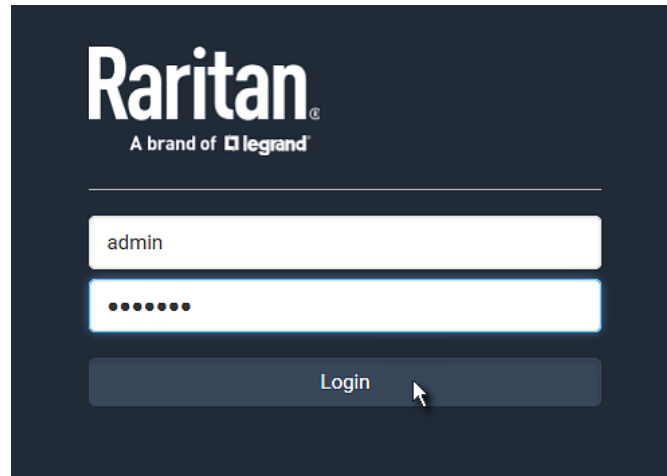 Raritan®
A brand of legrand®
admin
•••••••
Login